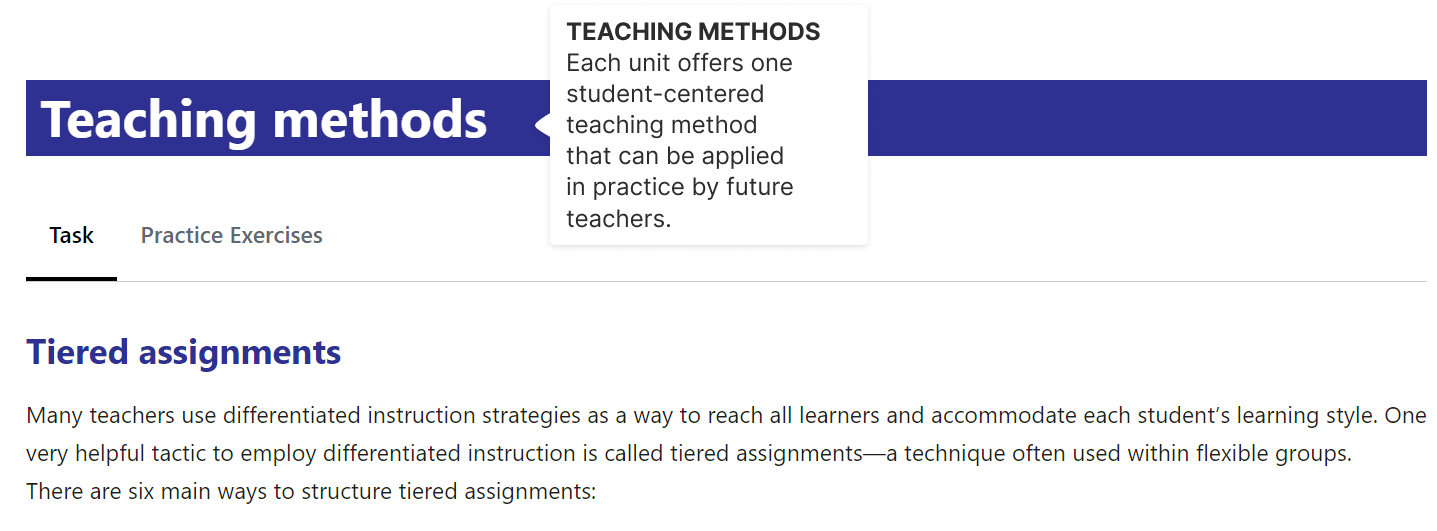 TEACHING METHODS
Each unit offers one
student-centered
teaching method
that can be applied
in practice by future
teachers.
Teaching methods
Task
Practice Exercises
Tiered assignments
Many teachers use differentiated instruction strategies as a way to reach all learners and accommodate each student’s learning style. One
very helpful tactic to employ differentiated instruction is called tiered assignments—a technique often used within flexible groups.
There are six main ways to structure tiered assignments: